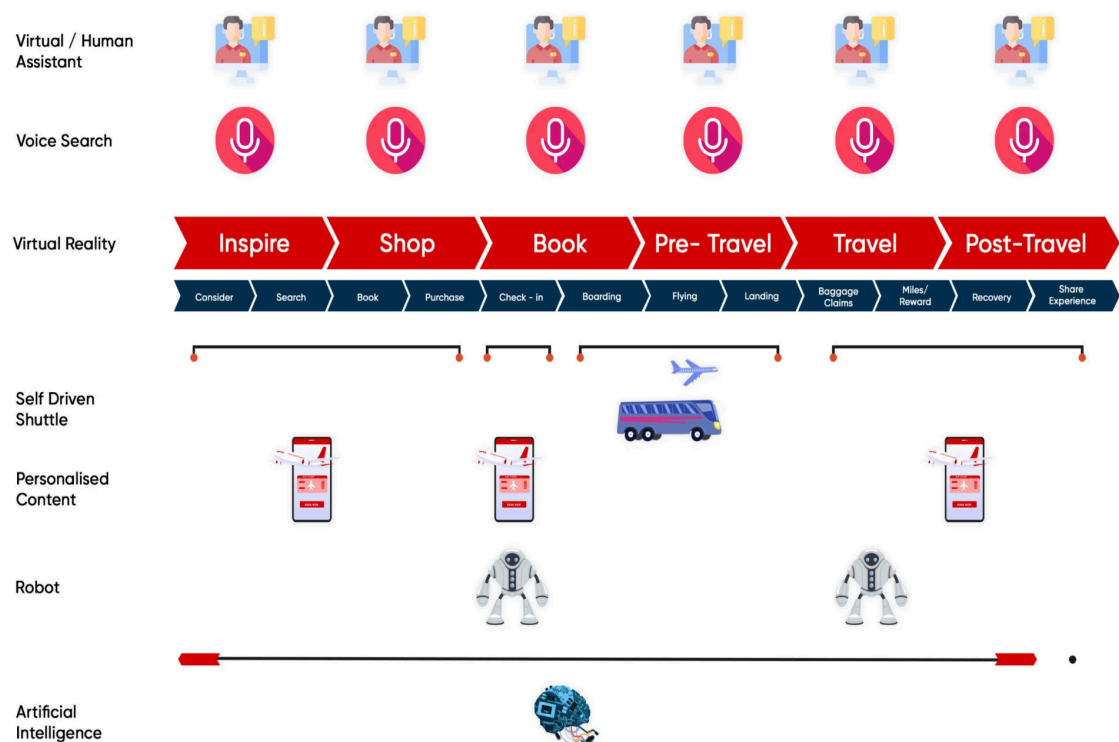 Virtual / Human
Assistant
Voice Search
Virtual Reality
Inspire
Shop
Book
Pre- Travel
Travel
Post-Travel
Consider
Search
Book
Purchase
Check - in
Boarding
Flying
Landing
Baggage
Claims
Miles/
Reward
Recovery
Share
Experience
Self Driven
Shuttle
Personalised
Content
Robot
Artificial
Intelligence